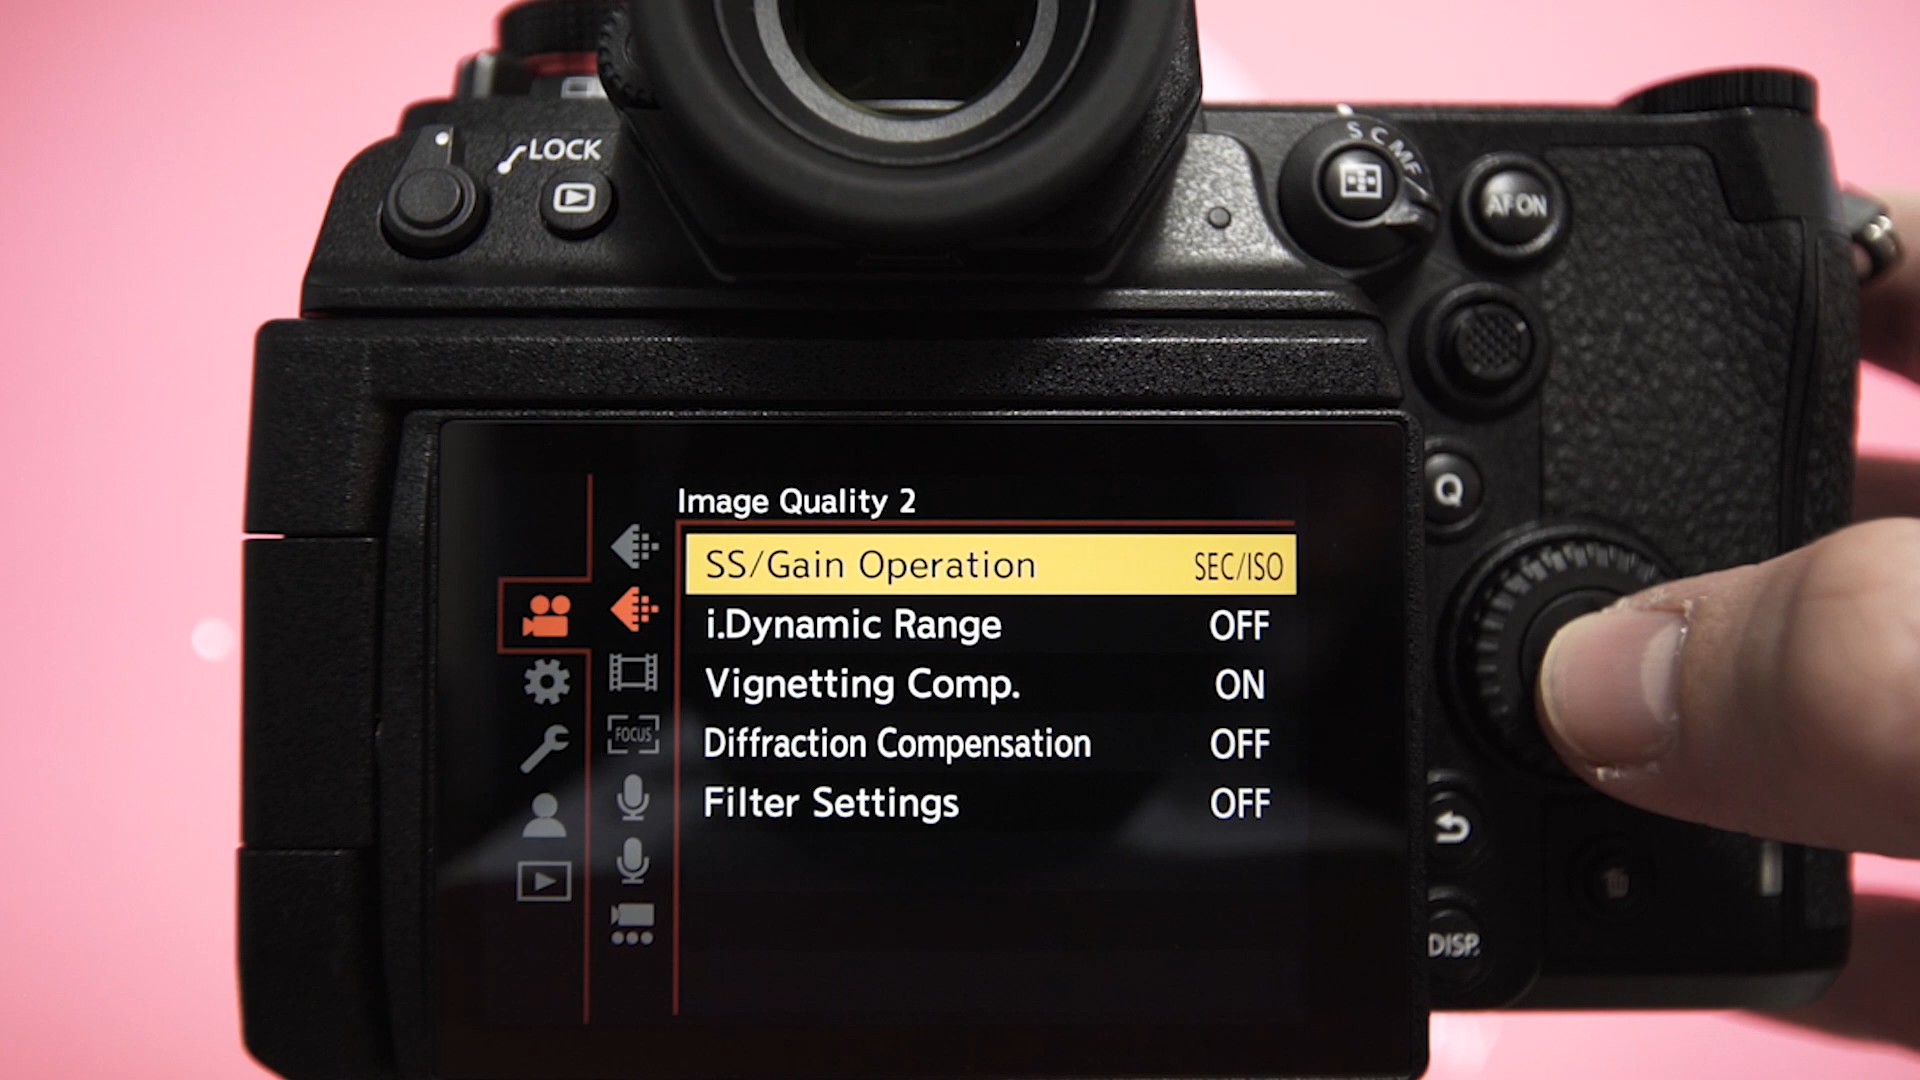 LOCK
S C MF
AF ON
Q
Image Quality 2
SS/Gain Operation SEC/ISO
i.Dynamic Range OFF
Vignetting Comp. ON
FOCUS
Diffraction Compensation OFF
Filter Settings OFF
DISP.